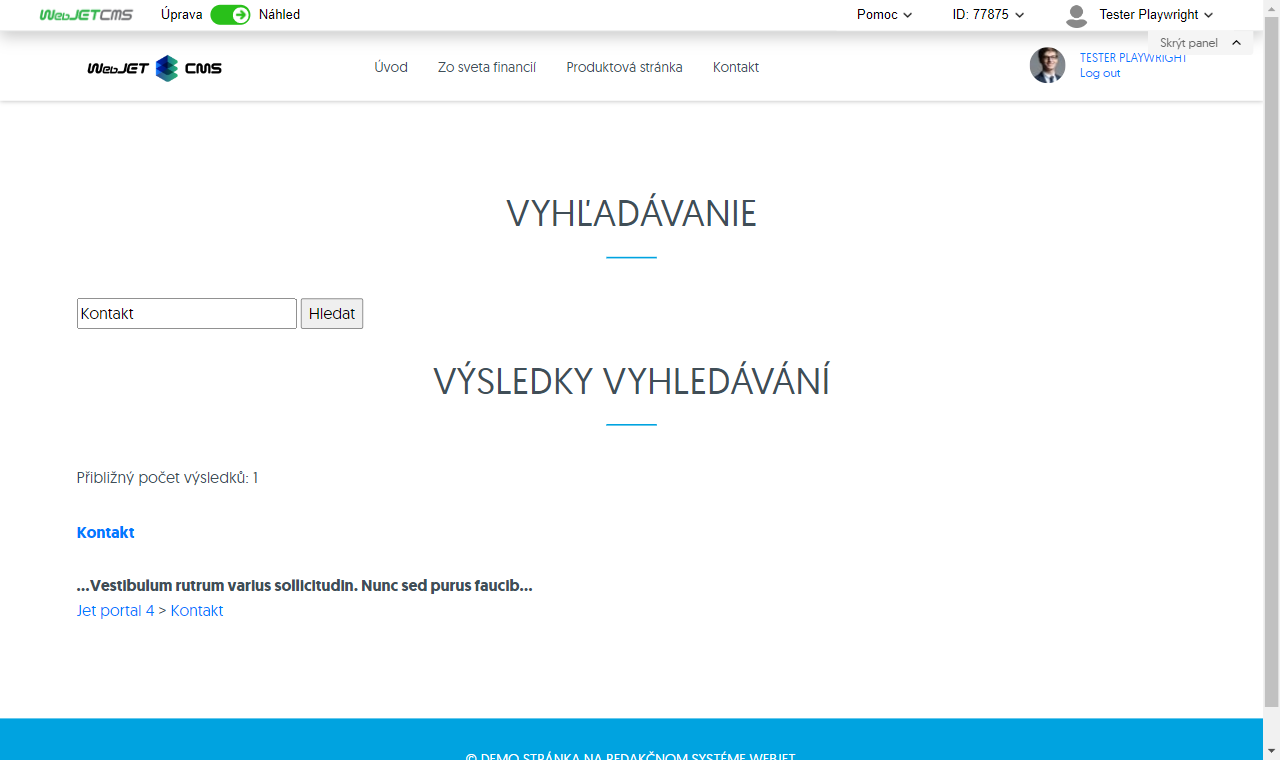 WebJETCMS Úprava Náhled Pomoc ID: 77875 Tester Playwright
Skrýt panel
WebJET CMS Úvod Zo sveta financií Produktová stránka Kontakt TESTER PLAYWRIGHT
Log out
VYHĽADÁVANIE
Kontakt Hledat
VÝSLEDKY VYHLEDÁVÁNÍ
Přibližný počet výsledků: 1
Kontakt
...Vestibulum rutrum varius sollicitudin. Nunc sed purus faucib...
Jet portal 4 > Kontakt
© DEMO STRÁNKA NA REDAKČNOM SYSTÉME WEBJET